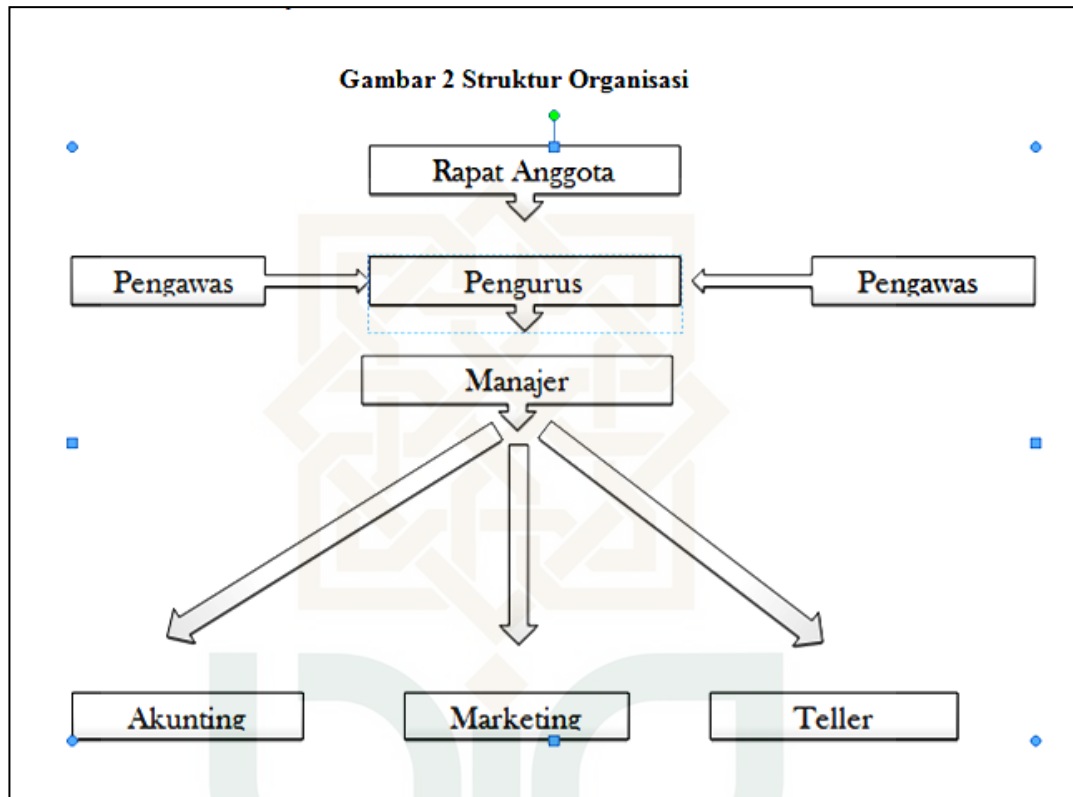 Gambar 2 Struktur Organisasi
Rapat Anggota
Pengawas
Pengurus
Pengawas
Manajer
Akunting
Marketing
Teller